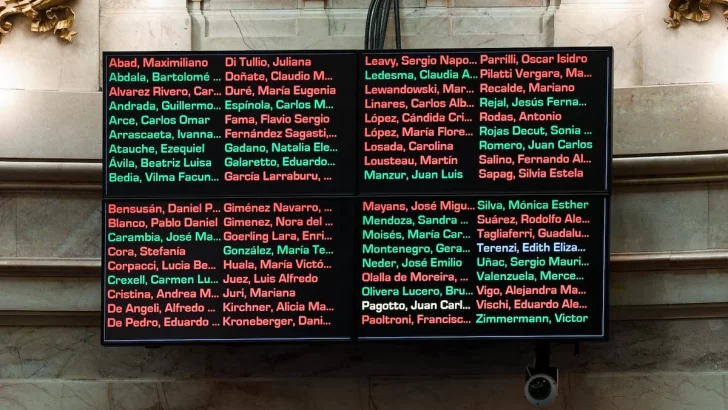 Abad, Maximiliano
Abdala, Bartolomé ...
Alvarez Rivero, Car...
Andrada, Guillermo...
Arce, Carlos Omar
Arrascaeta, Ivanna...
Atauche, Ezequiel
Ávila, Beatriz Luisa
Bedia, Vilma Facun...
Di Tullio, Juliana
Doñate, Claudio M...
Duré, María Eugenia
Espínola, Carlos M...
Fama, Flavio Sergio
Fernández Sagasti,...
Gadano, Natalia Ele...
Galaretto, Eduardo...
García Larraburu, ...
Leavy, Sergio Napo...
Ledesma, Claudia A...
Lewandowski, Mar...
Linares, Carlos Alb...
López, Cándida Cri...
López, María Flore...
Losada, Carolina
Lousteau, Martín
Manzur, Juan Luis
Parrilli, Oscar Isidro
Pilatti Vergara, Ma...
Recalde, Mariano
Rejal, Jesús Ferna...
Rodas, Antonio
Rojas Decut, Sonia ...
Romero, Juan Carlos
Salino, Fernando Al...
Sapag, Silvia Estela
Bensusán, Daniel P...
Blanco, Pablo Daniel
Carambia, José Ma...
Cora, Stefanía
Corpacci, Lucia Be...
Crexell, Carmen Lu...
Cristina, Andrea M...
De Angeli, Alfredo ...
De Pedro, Eduardo ...
Giménez Navarro, ...
Gimenez, Nora del ...
Goerling Lara, Enri...
González, María Te...
Huala, María Victó...
Juez, Luis Alfredo
Juri, Mariana
Kirchner, Alicia Ma...
Kroneberger, Dani...
Mayans, José Migu...
Mendoza, Sandra ...
Moisés, María Car...
Montenegro, Gera...
Neder, José Emilio
Olalla de Moreira, ...
Olivera Lucero, Bru...
Pagotto, Juan Carl...
Paoltroni, Francisc...
Silva, Mónica Esther
Suárez, Rodolfo Ale...
Tagliaferri, Guadalu...
Terenzi, Edith Eliza...
Uñac, Sergio Mauri...
Valenzuela, Merce...
Vigo, Alejandra Ma...
Vischi, Eduardo Ale...
Zimmermann, Victor